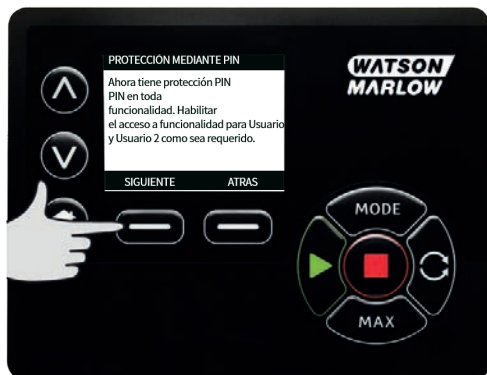 PROTECCIÓN MEDIANTE PIN
Ahora tiene protección PIN
PIN en toda
funcionalidad. Habilitar
el acceso a funcionalidad para Usuario
y Usuario 2 como sea requerido.
SIGUIENTE ATRAS
WATSON
MARLOW
MODE
MAX